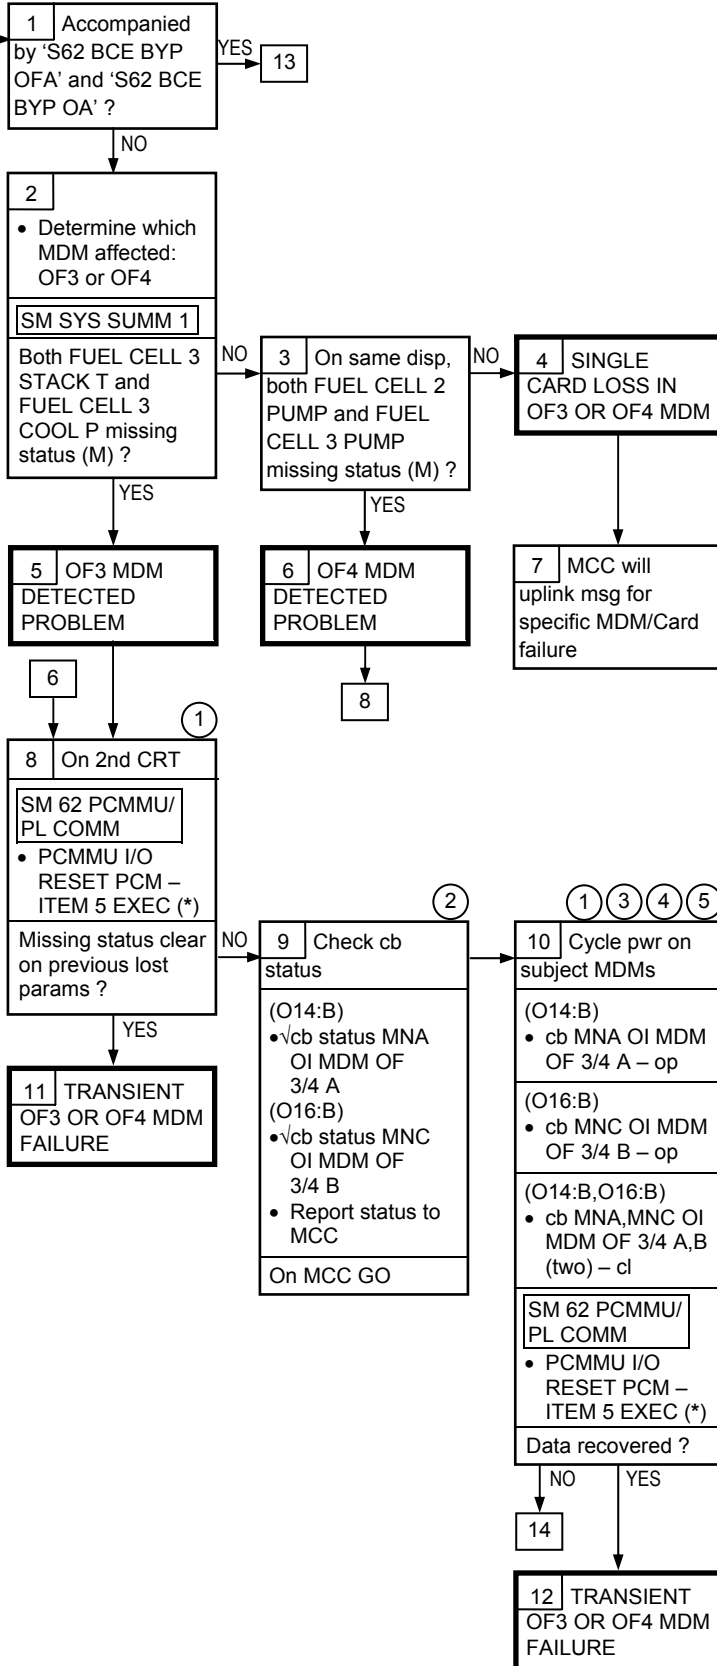 1 Accompanied
by ‘S62 BCE BYP
OFA’ and ‘S62 BCE
BYP OA’ ?
YES
13
NO
2
• Determine which
MDM affected:
OF3 or OF4
SM SYS SUMM 1
Both FUEL CELL 3
STACK T and
FUEL CELL 3
COOL P missing
status (M) ?
NO
3 On same disp,
both FUEL CELL 2
PUMP and FUEL
CELL 3 PUMP
missing status (M) ?
NO
4 SINGLE
CARD LOSS IN
OF3 OR OF4 MDM
YES
YES
5 OF3 MDM
DETECTED
PROBLEM
6 OF4 MDM
DETECTED
PROBLEM
7 MCC will
uplink msg for
specific MDM/Card
failure
6
8
1
8 On 2nd CRT
SM 62 PCMMU/
PL COMM
• PCMMU I/O
RESET PCM –
ITEM 5 EXEC (*)
Missing status clear
on previous lost
params ?
NO
YES
11 TRANSIENT
OF3 OR OF4 MDM
FAILURE
2
9 Check cb
status
(O14:B)
•√cb status MNA
OI MDM OF
3/4 A
(O16:B)
•√cb status MNC
OI MDM OF
3/4 B
• Report status to
MCC
On MCC GO
1 3 4 5
10 Cycle pwr on
subject MDMs
(O14:B)
• cb MNA OI MDM
OF 3/4 A – op
(O16:B)
• cb MNC OI MDM
OF 3/4 B – op
(O14:B,O16:B)
• cb MNA,MNC OI
MDM OF 3/4 A,B
(two) – cl
SM 62 PCMMU/
PL COMM
• PCMMU I/O
RESET PCM –
ITEM 5 EXEC (*)
Data recovered ?
NO
YES
14
12 TRANSIENT
OF3 OR OF4 MDM
FAILURE